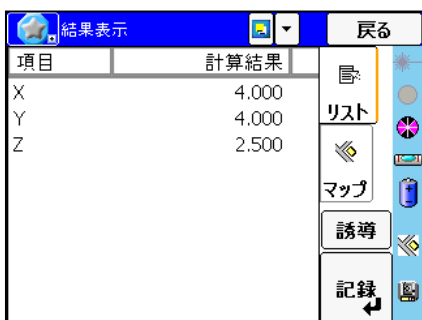 結果表示
戻る
項目 計算結果
X 4.000
Y 4.000
Z 2.500
リスト
マップ
誘導
記録